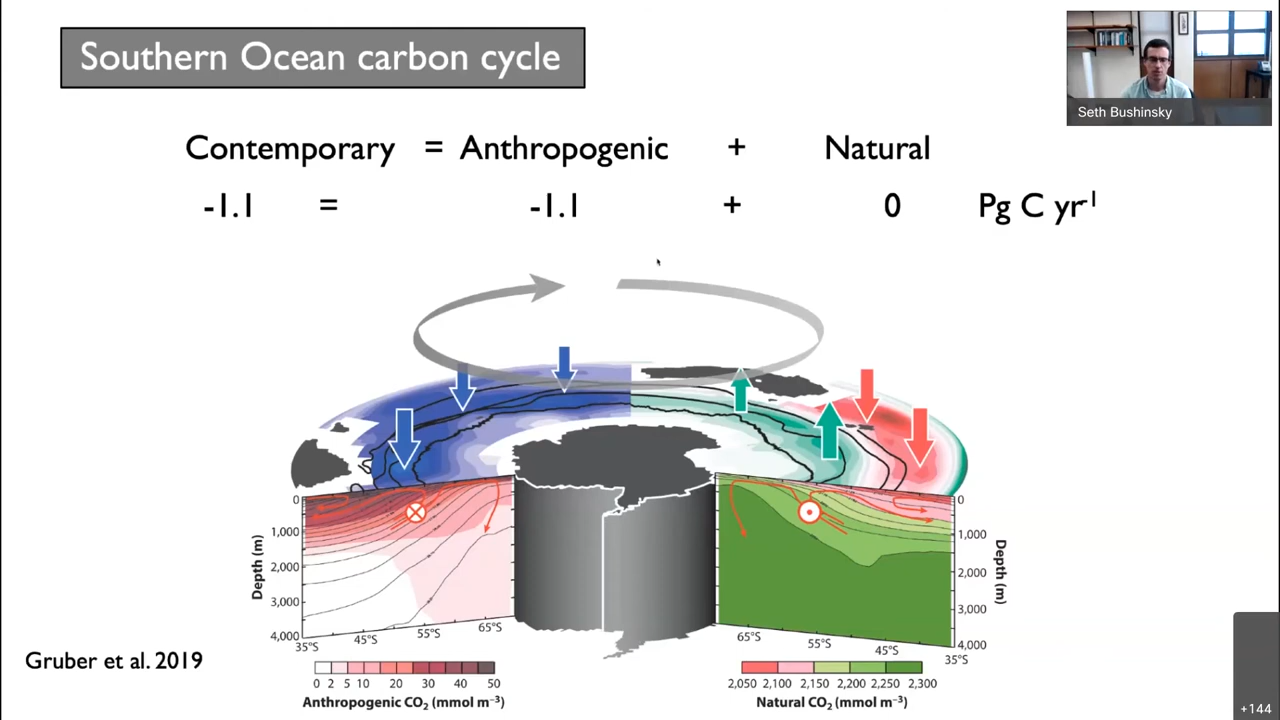 Southern Ocean carbon cycle
Seth Bushinsky
Contemporary = Anthropogenic + Natural
-1.1 = -1.1 + 0 Pg C yr-1
0
1,000
2,000
3,000
4,000
Depth (m)
35°S 45°S 55°S 65°S
0
1,000
2,000
3,000
4,000
Depth (m)
65°S 55°S 45°S 35°S
Gruber et al. 2019
0 2 5 10 20 30 40 50
Anthropogenic CO2 (mmol m−3)
2,050 2,100 2,150 2,200 2,250 2,300
Natural CO2 (mmol m−3)
+144